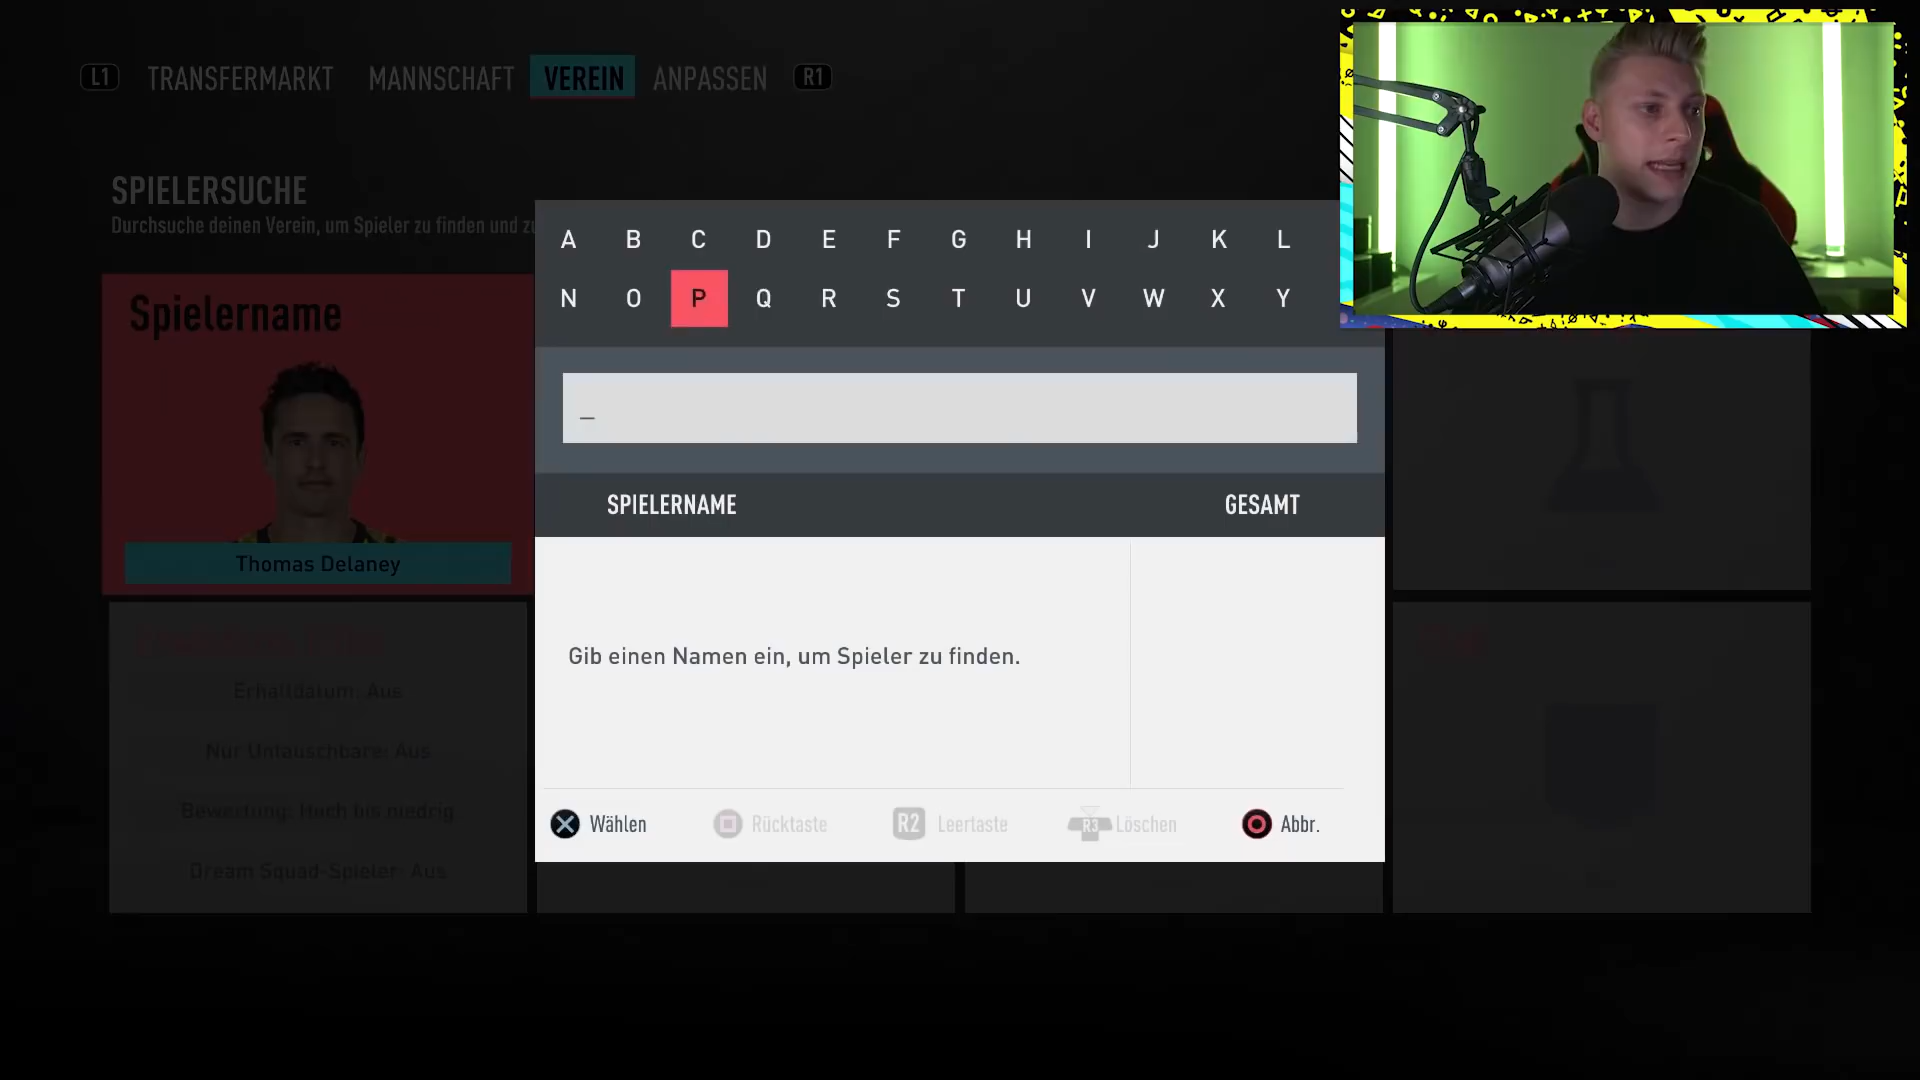 L1 TRANSFERMARKT MANNSCHAFT VEREIN ANPASSEN R1
SPIELERSUCHE
Durchsuche deinen Verein, um Spieler zu finden und
Spielername
Thomas Delaney
Erhaltdatum: Aus
Nur Untauschbare: Aus
Bewertung: Hoch bis niedrig
Dream Squad-Spieler: Aus
A B C D E F G H I J K L
N O P Q R S T U V W X Y
_
SPIELERNAME GESAMT
Gib einen Namen ein, um Spieler zu finden.
Wählen Rücktaste R2 Leertaste R3 Löschen Abbr.